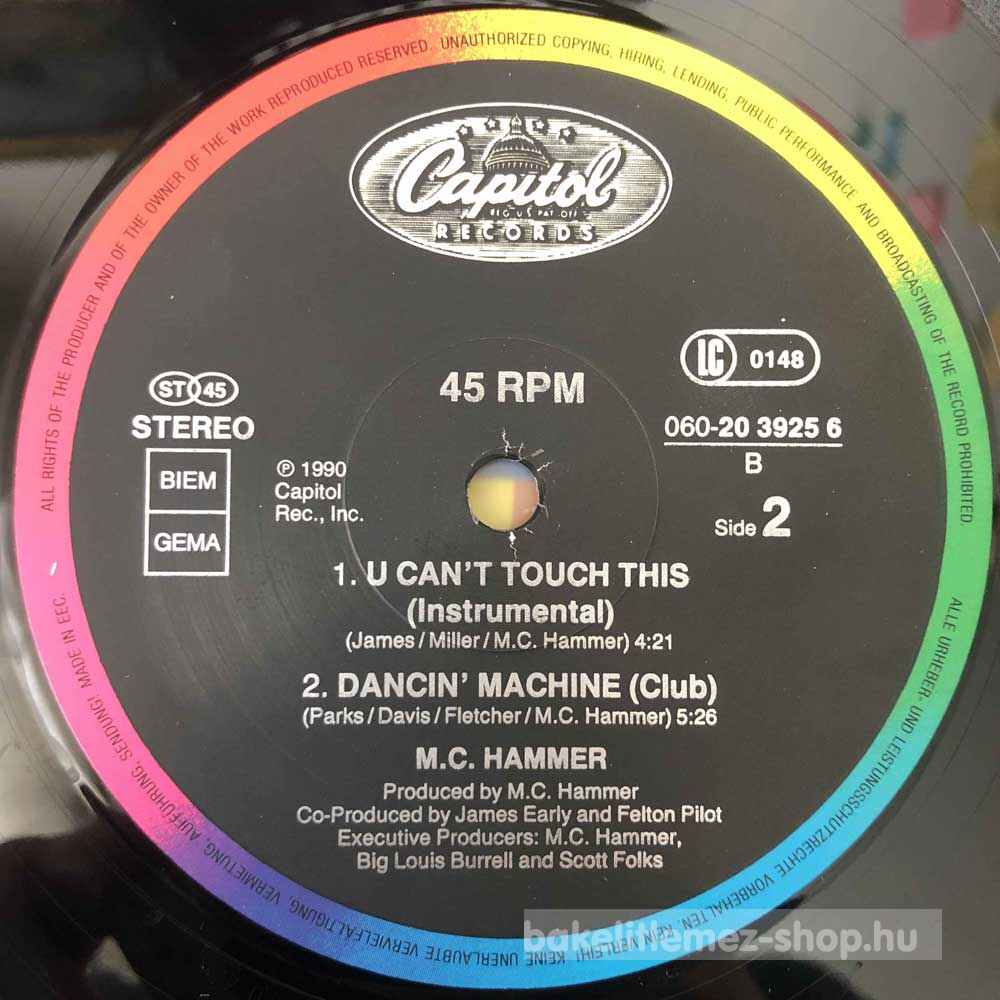 ALL RIGHTS OF THE PRODUCER AND OF THE OWNER OF THE WORK REPRODUCED RESERVED. UNAUTHORIZED COPYING, HIRING, LENDING, PUBLIC PERFORMANCE AND BROADCASTING OF THE RECORD PROHIBITED.
Capitol
REG. U.S. PAT. OFF.
RECORDS
LC 0148
45 RPM
ST 45
STEREO
060-20 3925 6
B
BIEM
GEMA
℗ 1990
Capitol
Rec., Inc.
Side 2
1. U CAN'T TOUCH THIS
(Instrumental)
(James/Miller/M.C. Hammer) 4:21
2. DANCIN' MACHINE (Club)
(Parks/Davis/Fletcher/M.C. Hammer) 5:26
M.C. HAMMER
Produced by M.C. Hammer
Co-Produced by James Early and Felton Pilot
Executive Producers: M.C. Hammer,
Big Louis Burrell and Scott Folks
ALLE URHEBER- UND LEISTUNGSSCHUTZRECHTE VORBEHALTEN. KEIN VERLEIH! KEINE UNERLAUBTE VERVIELFÄLTIGUNG, VERMIETUNG, AUFFÜHRUNG, SENDUNG! MADE IN EEC.
bakelitlemez-shop.hu